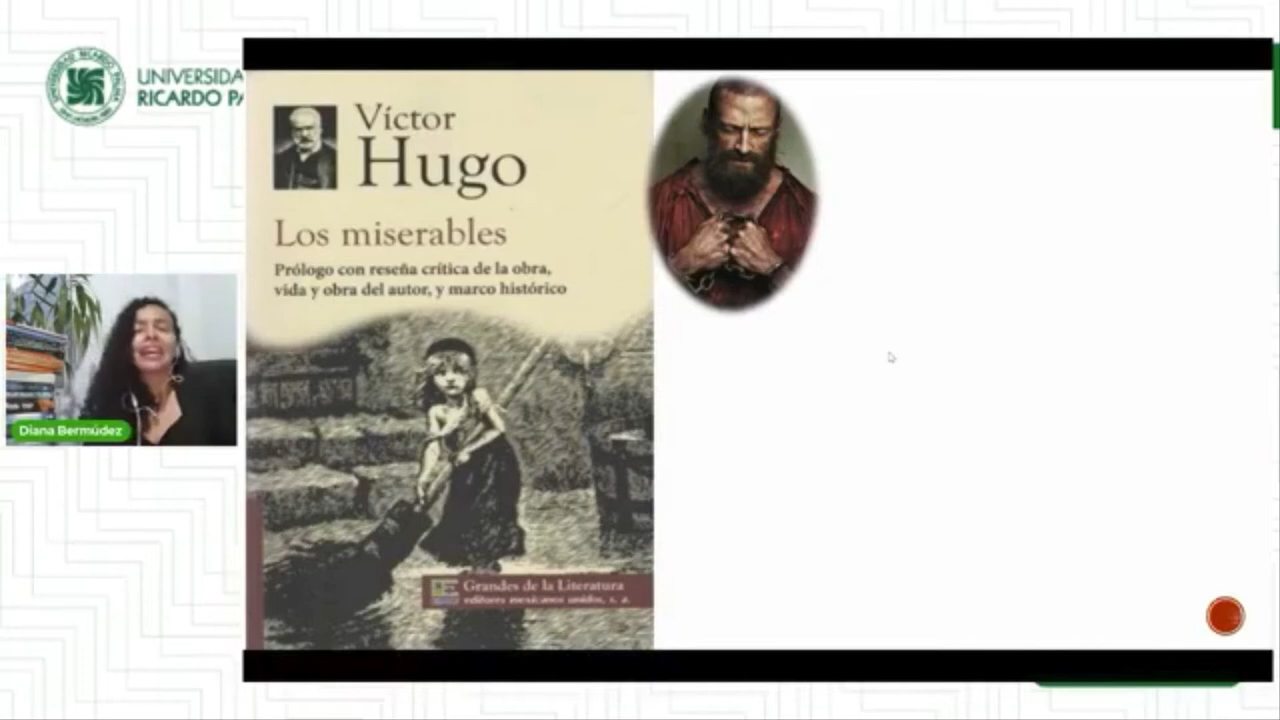 UNIVERSIDA
RICARDO PA
Víctor
Hugo
Los miserables
Prólogo con reseña crítica de la obra,
vida y obra del autor, y marco histórico
Diana Bermúdez
Grandes de la Literatura
editores mexicanos unidos, s. a.